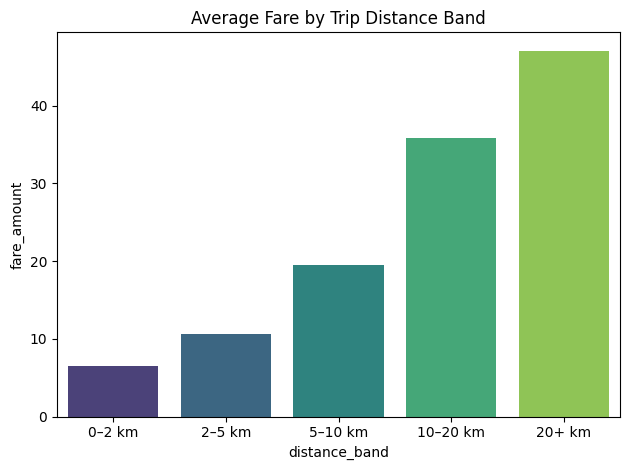 Average Fare by Trip Distance Band
fare_amount
40
30
20
10
0
0–2 km
2–5 km
5–10 km
10–20 km
20+ km
distance_band